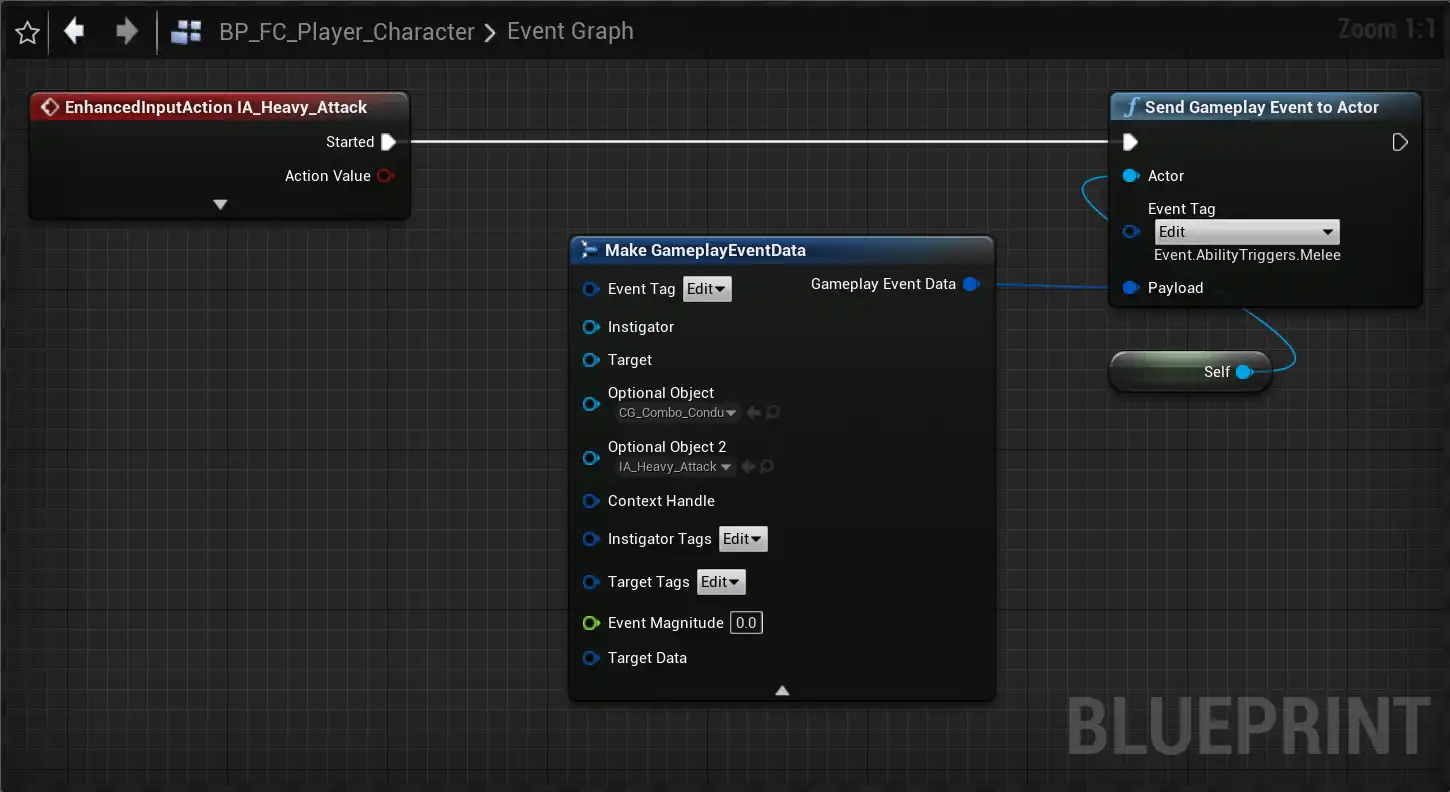 BP_FC_Player_Character > Event Graph
Zoom 1:1
EnhancedInputAction IA_Heavy_Attack
Started
Action Value
Send Gameplay Event to Actor
Actor
Event Tag
Edit
Event.AbilityTriggers.Melee
Payload
Make GameplayEventData
Event Tag Edit
Gameplay Event Data
Instigator
Target
Optional Object
CG_Combo_Condu
Optional Object 2
IA_Heavy_Attack
Context Handle
Instigator Tags Edit
Target Tags Edit
Event Magnitude 0.0
Target Data
Self
BLUEPRINT